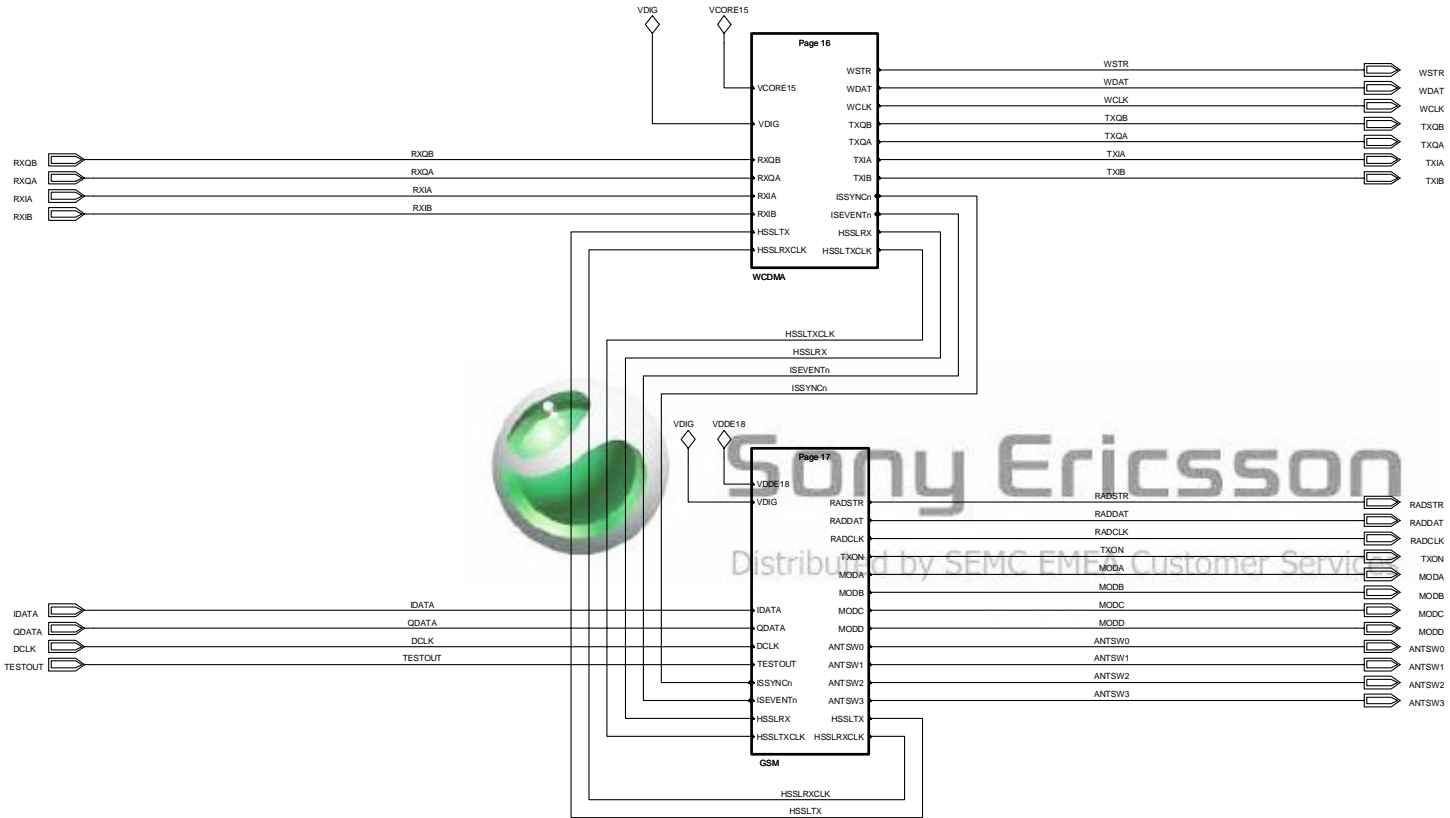 VDIG VCORE15
Page 16
WSTR WSTR WSTR
VCORE15 WDAT WDAT WDAT
WCLK WCLK WCLK
VDIG TXQB TXQB TXQB
TXQA TXQA TXQA
RXQB RXQB RXQB TXIA TXIA TXIA
RXQA RXQA RXQA TXIB TXIB TXIB
RXIA RXIA RXIA ISSYNCn
RXIB RXIB RXIB ISEVENTn
HSSLTX HSSLRX
HSSLRXCLK HSSLTXCLK
WCDMA
HSSLTXCLK
HSSLRX
ISEVENTn
ISSYNCn
VDIG VDDE18
Sony Ericsson
Page 17
VDDE18
VDIG RADSTR RADSTR RADSTR
RADDAT RADDAT RADDAT
RADCLK RADCLK RADCLK
TXON TXON TXON
Distributed by SEMC EMEA Customer Services
MODA MODA MODA
MODB MODB MODB
IDATA IDATA IDATA MODC MODC MODC
QDATA QDATA QDATA MODD MODD MODD
DCLK DCLK DCLK ANTSW0 ANTSW0 ANTSW0
TESTOUT TESTOUT TESTOUT ANTSW1 ANTSW1 ANTSW1
ISSYNCn ANTSW2 ANTSW2 ANTSW2
ISEVENTn ANTSW3 ANTSW3 ANTSW3
HSSLRX HSSLTX
HSSLTXCLK HSSLRXCLK
GSM
HSSLRXCLK
HSSLTX